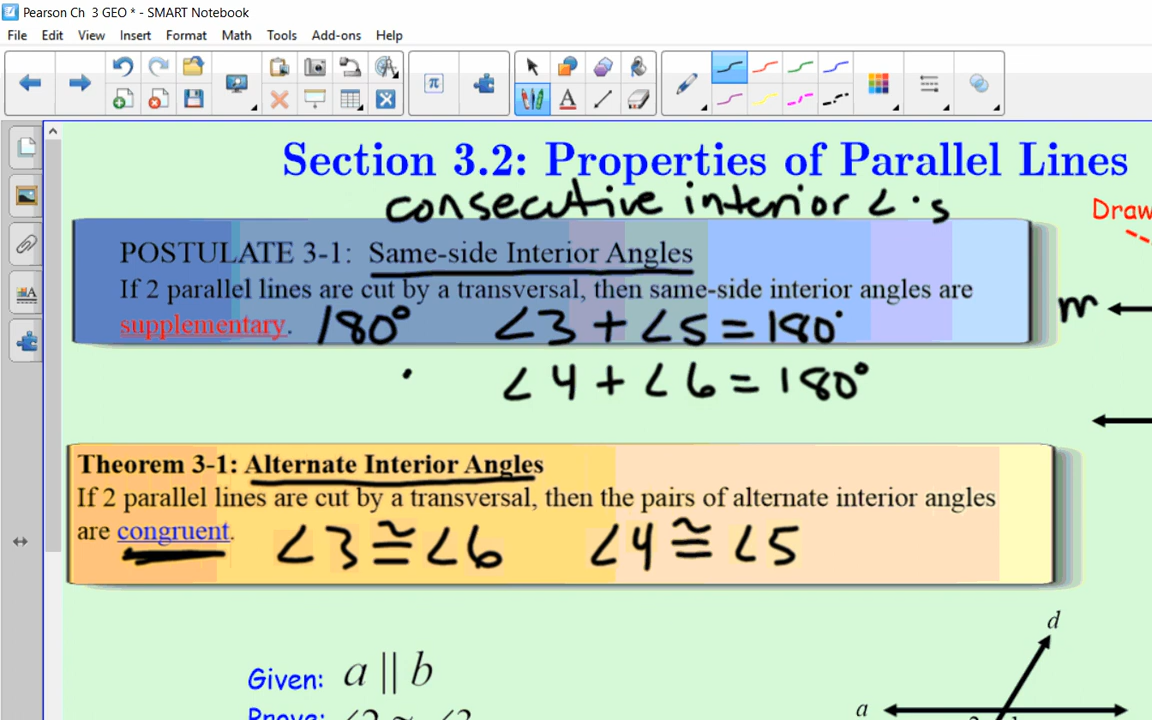 Pearson Ch 3 GEO * - SMART Notebook
File Edit View Insert Format Math Tools Add-ons Help
π
A
Section 3.2: Properties of Parallel Lines
consecutive interior ∠'s
Draw
POSTULATE 3-1: Same-side Interior Angles
If 2 parallel lines are cut by a transversal, then same-side interior angles are
supplementary. 180° ∠3 + ∠5 = 180°
m
∠4 + ∠6 = 180°
Theorem 3-1: Alternate Interior Angles
If 2 parallel lines are cut by a transversal, then the pairs of alternate interior angles
are congruent. ∠3 ≅ ∠6 ∠4 ≅ ∠5
d
Given: a || b
a
Prove: